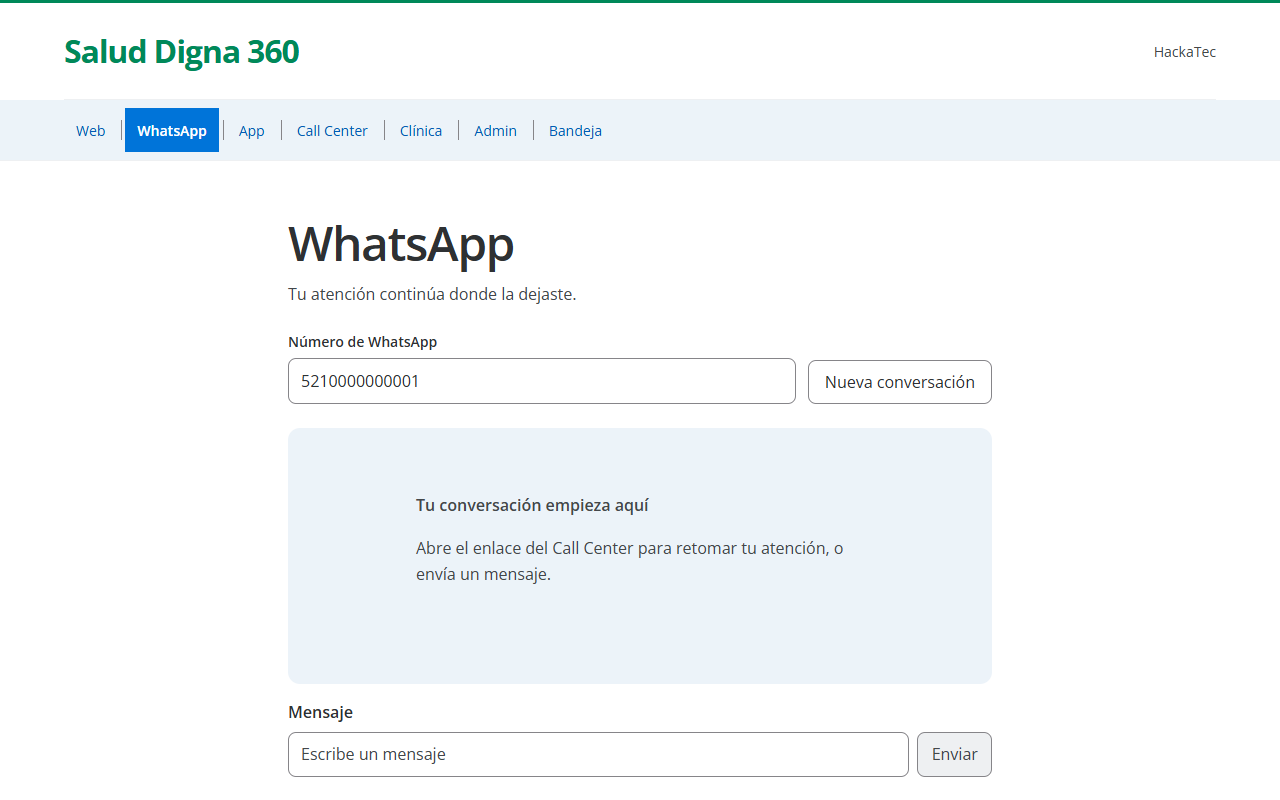 Salud Digna 360
HackaTec
Web
WhatsApp
App
Call Center
Clínica
Admin
Bandeja
WhatsApp
Tu atención continúa donde la dejaste.
Número de WhatsApp
5210000000001
Nueva conversación
Tu conversación empieza aquí
Abre el enlace del Call Center para retomar tu atención, o
envía un mensaje.
Mensaje
Escribe un mensaje
Enviar